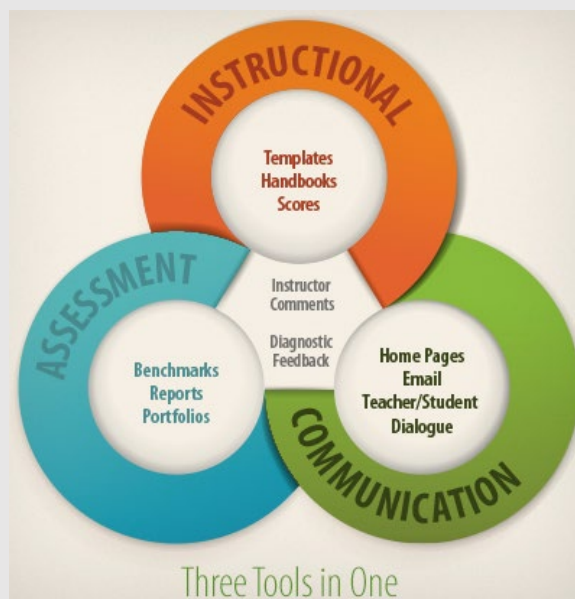 INSTRUCTIONAL
Templates
Handbooks
Scores
ASSESSMENT
Benchmarks
Reports
Portfolios
Instructor
Comments
Diagnostic
Feedback
Home Pages
Email
Teacher/Student
Dialogue
COMMUNICATION
Three Tools in One